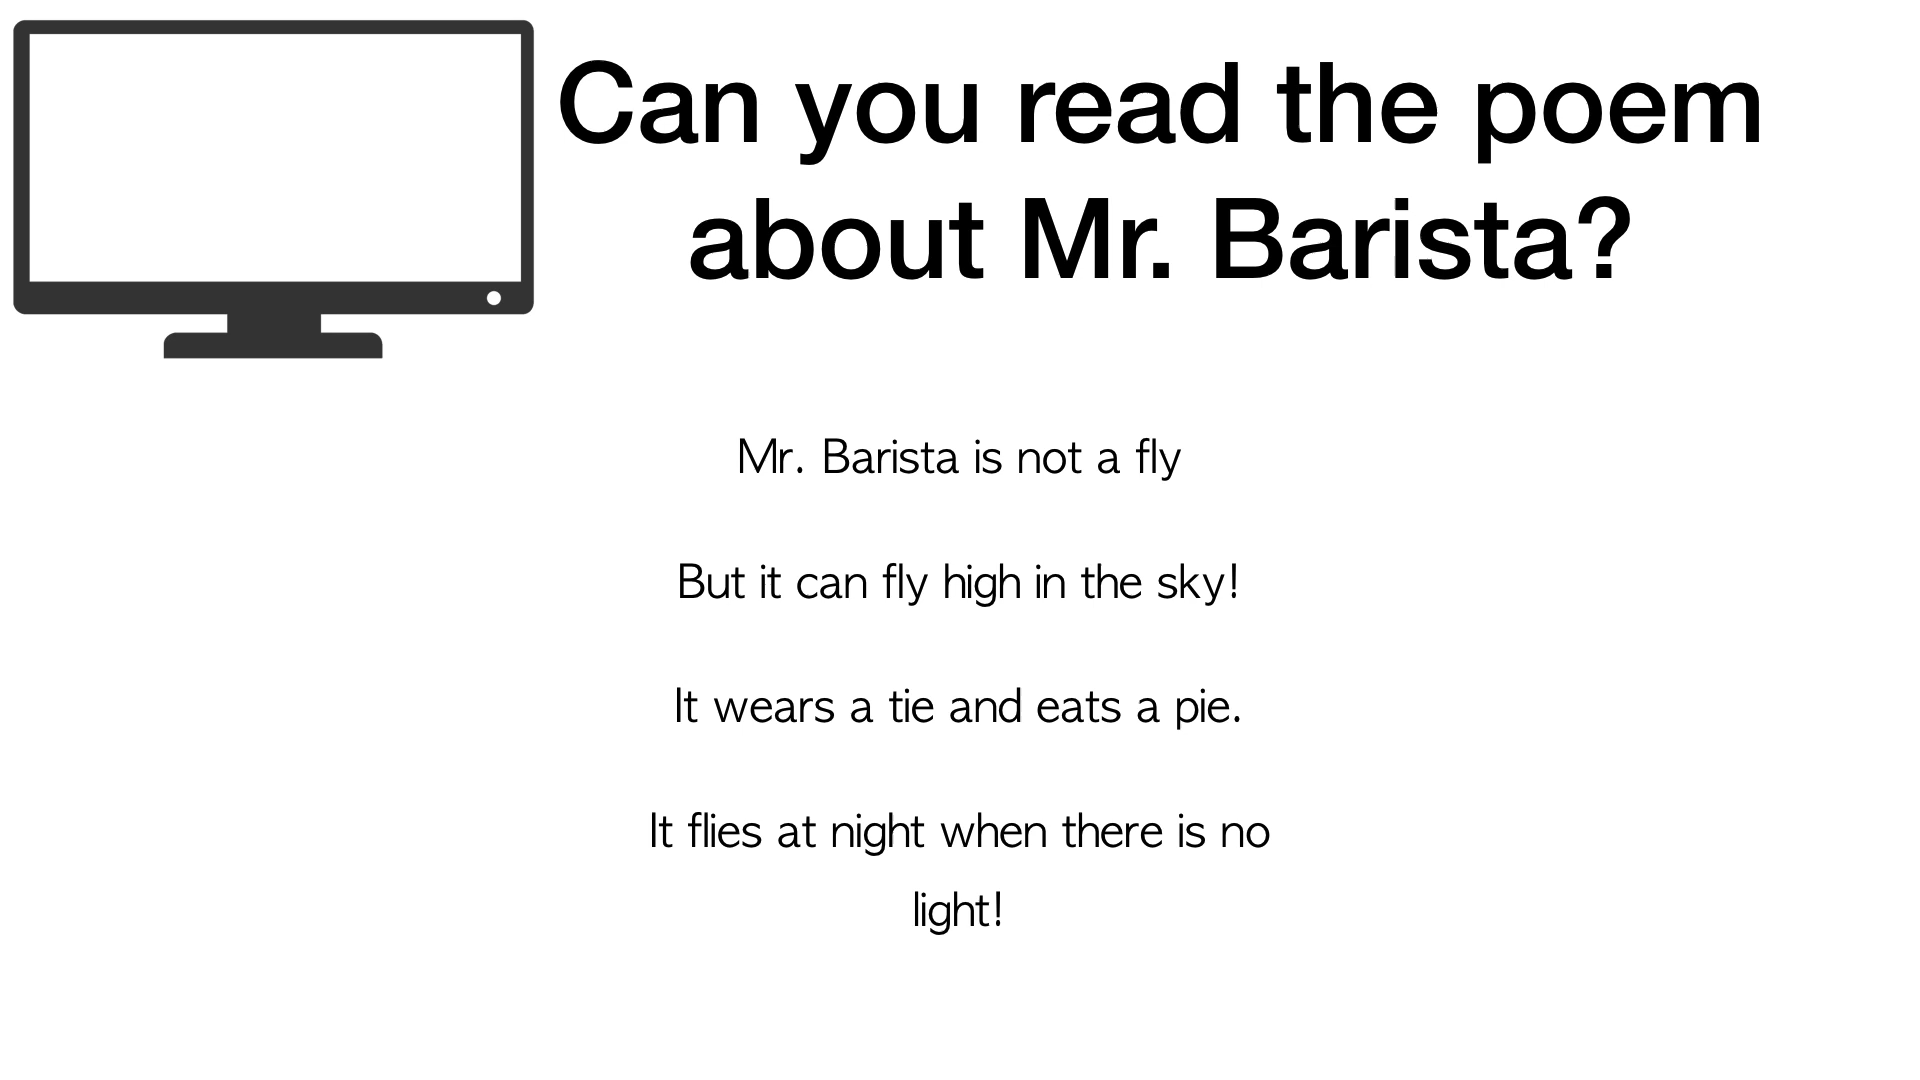 Can you read the poem
about Mr. Barista?
Mr. Barista is not a fly
But it can fly high in the sky!
It wears a tie and eats a pie.
It flies at night when there is no
light!